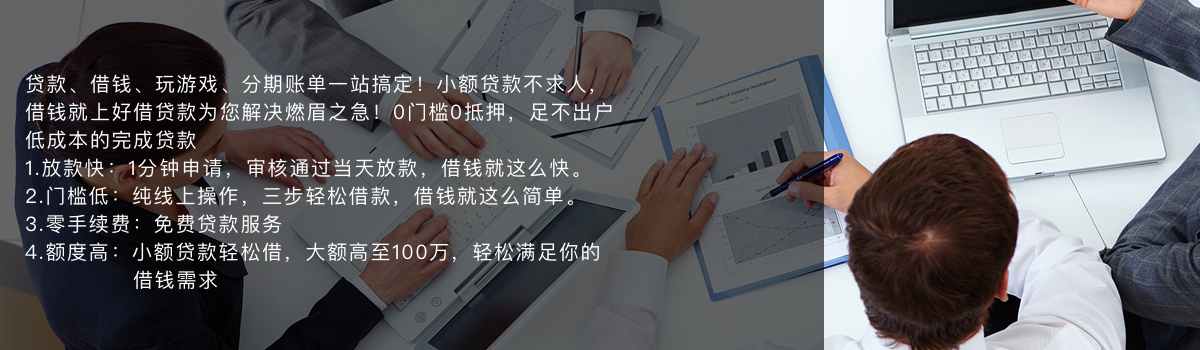 贷款、借钱、玩游戏、分期账单一站搞定！小额贷款不求人，
借钱就上好借贷款为您解决燃眉之急！0门槛0抵押，足不出户
低成本的完成贷款
1.放款快：1分钟申请，审核通过当天放款，借钱就这么快。
2.门槛低：纯线上操作，三步轻松借款，借钱就这么简单。
3.零手续费：免费贷款服务
4.额度高：小额贷款轻松借，大额高至100万，轻松满足你的
借钱需求
Financial plan of company development